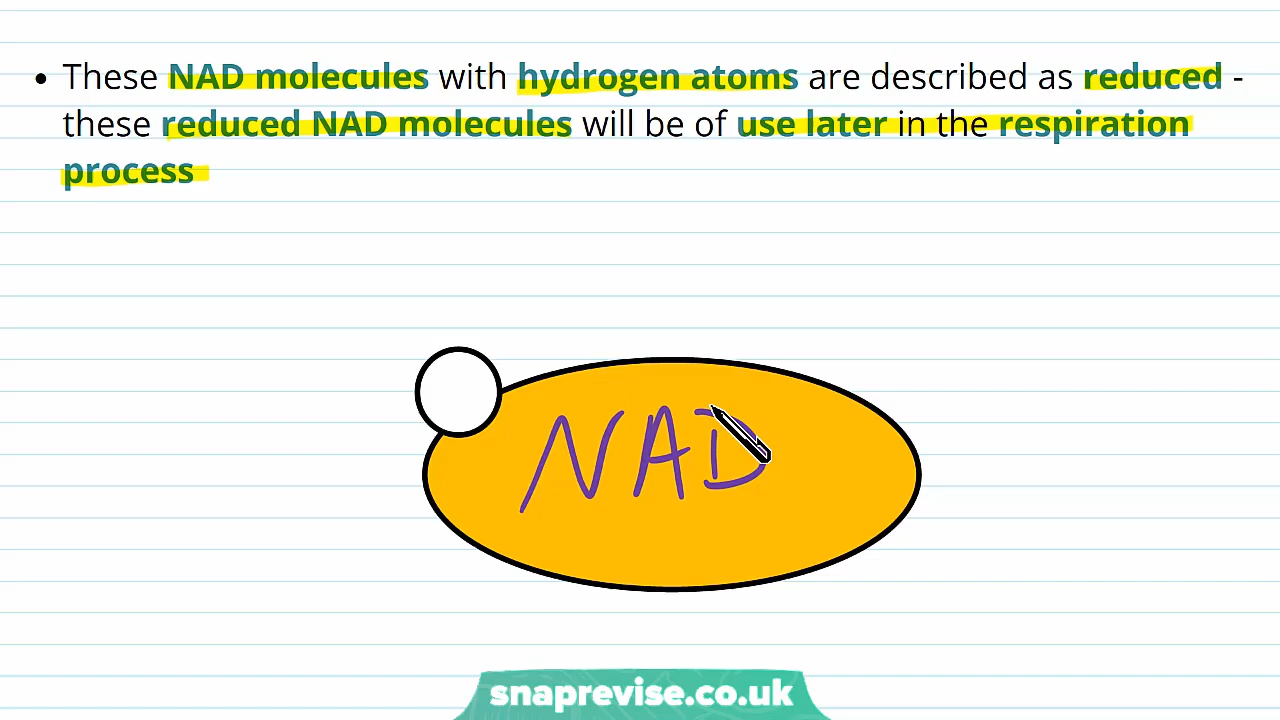 • These NAD molecules with hydrogen atoms are described as reduced -
these reduced NAD molecules will be of use later in the respiration
process
NAD
snaprevise.co.uk